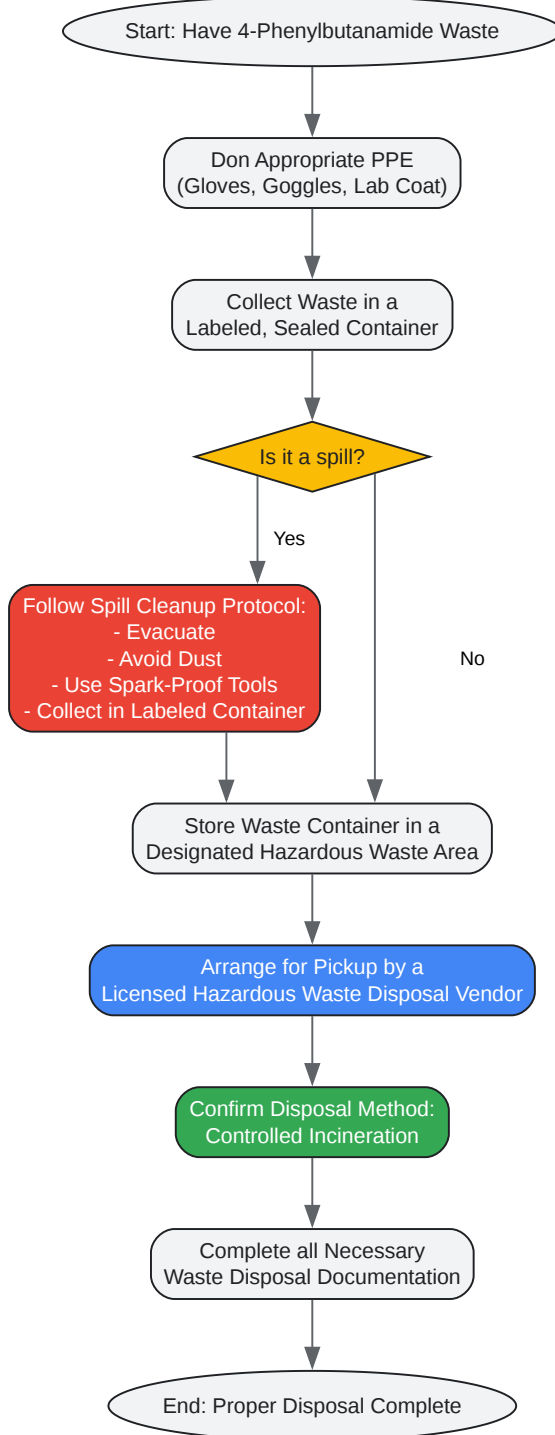 Start: Have 4-Phenylbutanamide Waste
Don Appropriate PPE
(Gloves, Goggles, Lab Coat)
Collect Waste in a
Labeled, Sealed Container
Is it a spill?
Yes
Follow Spill Cleanup Protocol:
- Evacuate
- Avoid Dust
- Use Spark-Proof Tools
- Collect in Labeled Container
No
Store Waste Container in a
Designated Hazardous Waste Area
Arrange for Pickup by a
Licensed Hazardous Waste Disposal Vendor
Confirm Disposal Method:
Controlled Incineration
Complete all Necessary
Waste Disposal Documentation
End: Proper Disposal Complete